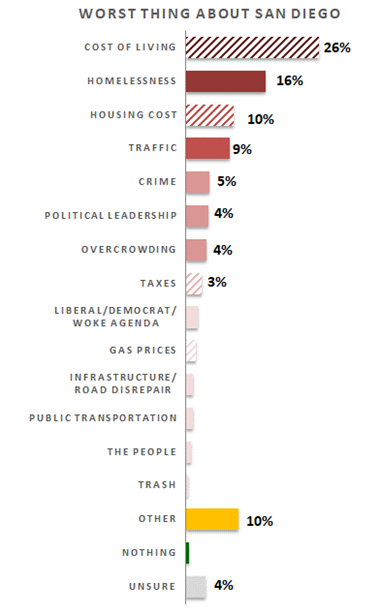 WORST THING ABOUT SAN DIEGO
COST OF LIVING 26%
HOMELESSNESS 16%
HOUSING COST 10%
TRAFFIC 9%
CRIME 5%
POLITICAL LEADERSHIP 4%
OVERCROWDING 4%
TAXES 3%
LIBERAL/DEMOCRAT/
WOKE AGENDA
GAS PRICES
INFRASTRUCTURE/
ROAD DISREPAIR
PUBLIC TRANSPORTATION
THE PEOPLE
TRASH
OTHER 10%
NOTHING
UNSURE 4%